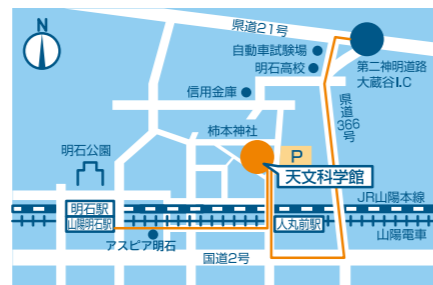 N
県道21号
自動車試験場
明石高校
第二神明道路
大蔵谷I.C
信用金庫
県道366号
柿本神社
明石公園
P
天文科学館
JR山陽本線
明石駅
山陽明石駅
人丸前駅
山陽電車
アスピア明石
国道2号